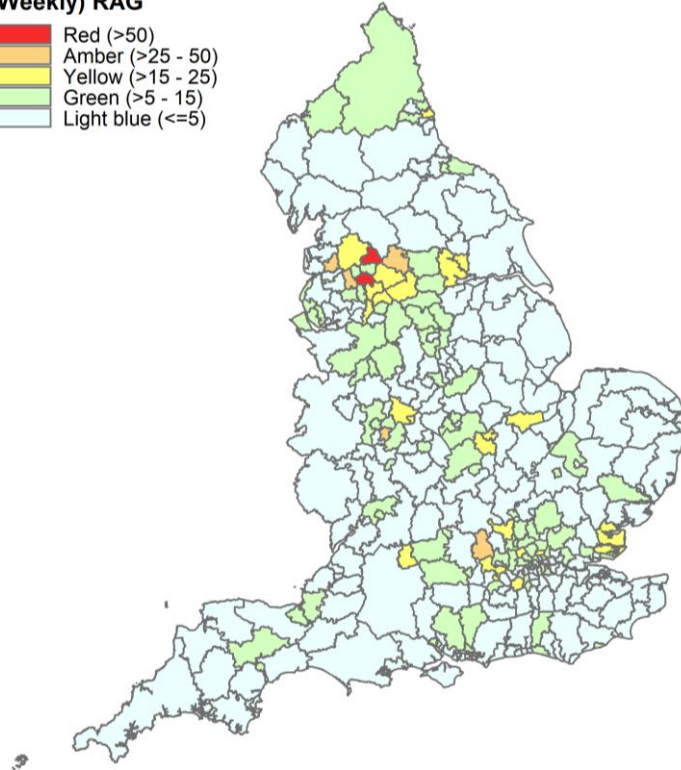 Weekly) RAG
Red (>50)
Amber (>25 - 50)
Yellow (>15 - 25)
Green (>5 - 15)
Light blue (<=5)